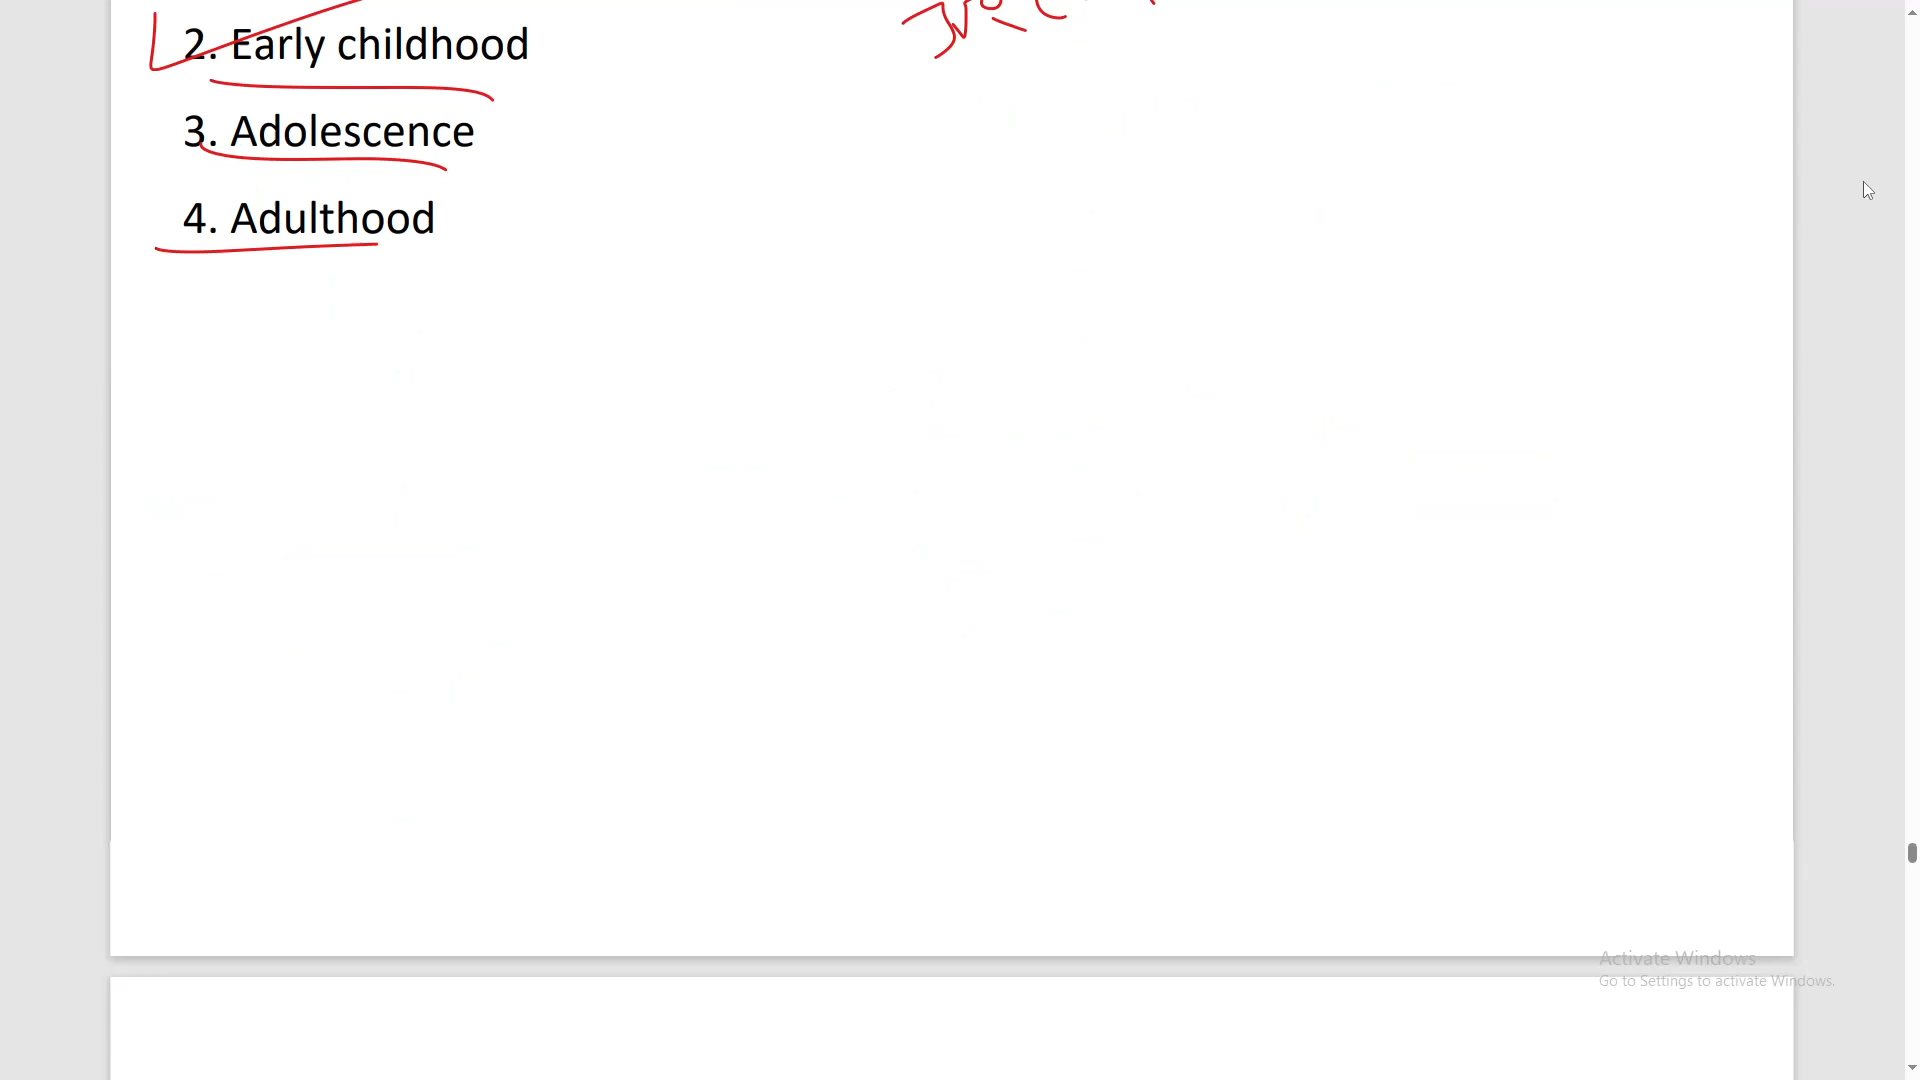 2. Early childhood
3. Adolescence
4. Adulthood
Activate Windows
Go to Settings to activate Windows.